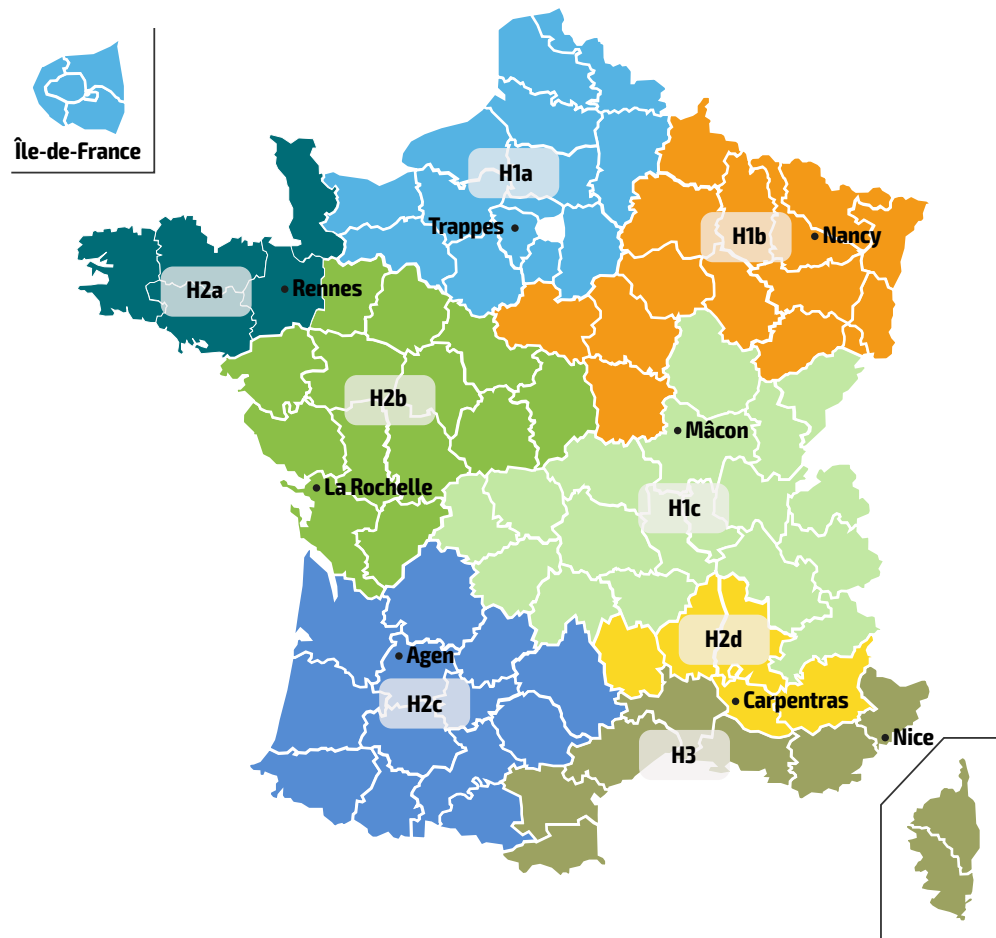 Île-de-France
H1a
Trappes
H1b
Nancy
H2a
Rennes
H2b
Mâcon
La Rochelle
H1c
H2d
Agen
H2c
Carpentras
Nice
H3